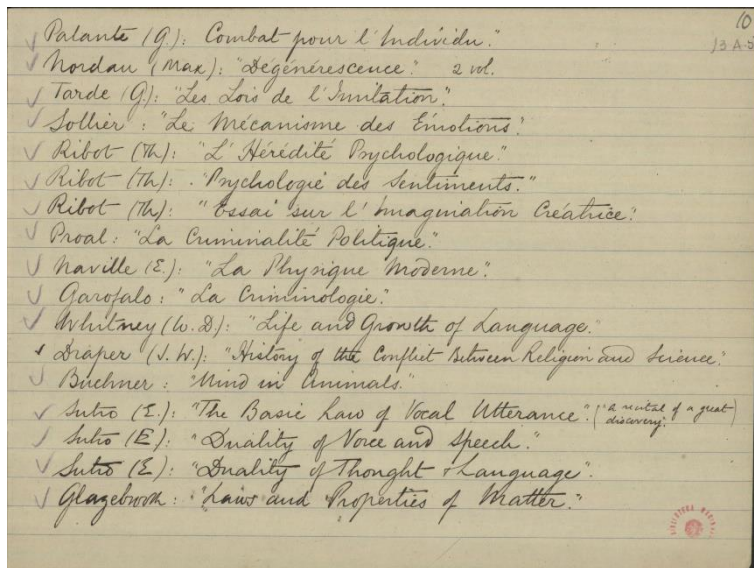 10
13A-5
Palante (G.): Combat pour l'Individu."
Nordau (Max): "Dégénérescence." 2 vol.
Tarde (G.): "Les Lois de l'Imitation."
Sollier: "Le Mécanisme des Émotions."
Ribot (Th): "L'Hérédité Psychologique."
Ribot (Th): "Psychologie des Sentiments."
Ribot (Th): "Essai sur l'Imagination Créatrice."
Proal: "La Criminalité Politique."
Naville (E.): "La Physique Moderne."
Garofalo: "La Criminologie."
Whitney (W.D.): "Life and Growth of Language."
Draper (J.W.): "History of the Conflict Between Religion and Science."
Büchner: "Mind in Animals."
Sutro (E.): "The Basic Law of Vocal Utterance". ("a recital of a great discovery.")
Sutro (E): "Duality of Voice and Speech."
Sutro (E): "Duality of Thought & Language".
Glazebrook: "Laws and Properties of Matter."